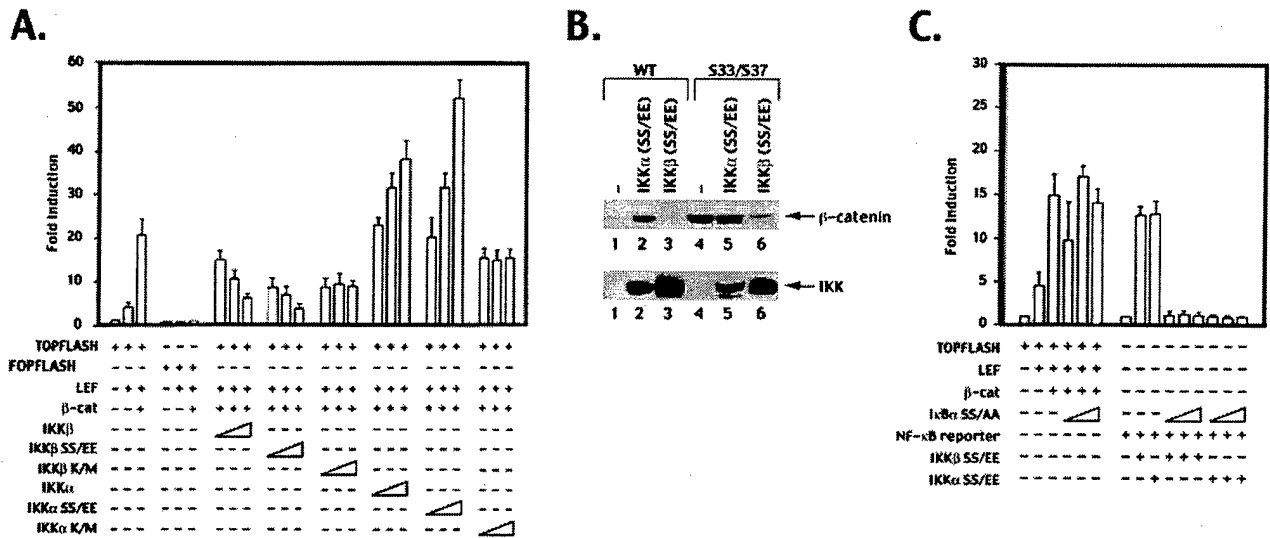 A.
60
50
40
30
20
10
0
Fold Induction
TOPFLASH + + + - - - + + + + + + + + + + + + + + + + + +
FOPFLASH - - - + + + - - - - - - - - - - - - - - - - - -
LEF - + + - + + + + + + + + + + + + + + + + + + + +
β-cat - - + - - + + + + + + + + + + + + + + + + + + +
IKKβ
IKKβ SS/EE
IKKβ K/M
IKKα
IKKα SS/EE
IKKα K/M
B.
WT S33/S37
– IKKα (SS/EE) IKKβ (SS/EE) – IKKα (SS/EE) IKKβ (SS/EE)
β-catenin
1 2 3 4 5 6
IKK
1 2 3 4 5 6
C.
30
25
20
15
10
5
0
Fold Induction
TOPFLASH + + + + + + - - - - - - - - -
LEF - + + + + + - - - - - - - - -
β-cat - - + + + + - - - - - - - - -
IκBα SS/AA - - - - - -
NF-κB reporter - - - - - - + + + + + + + + +
IKKβ SS/EE - - - - - - - + - + + + - - -
IKKα SS/EE - - - - - - - - + - - - + + +